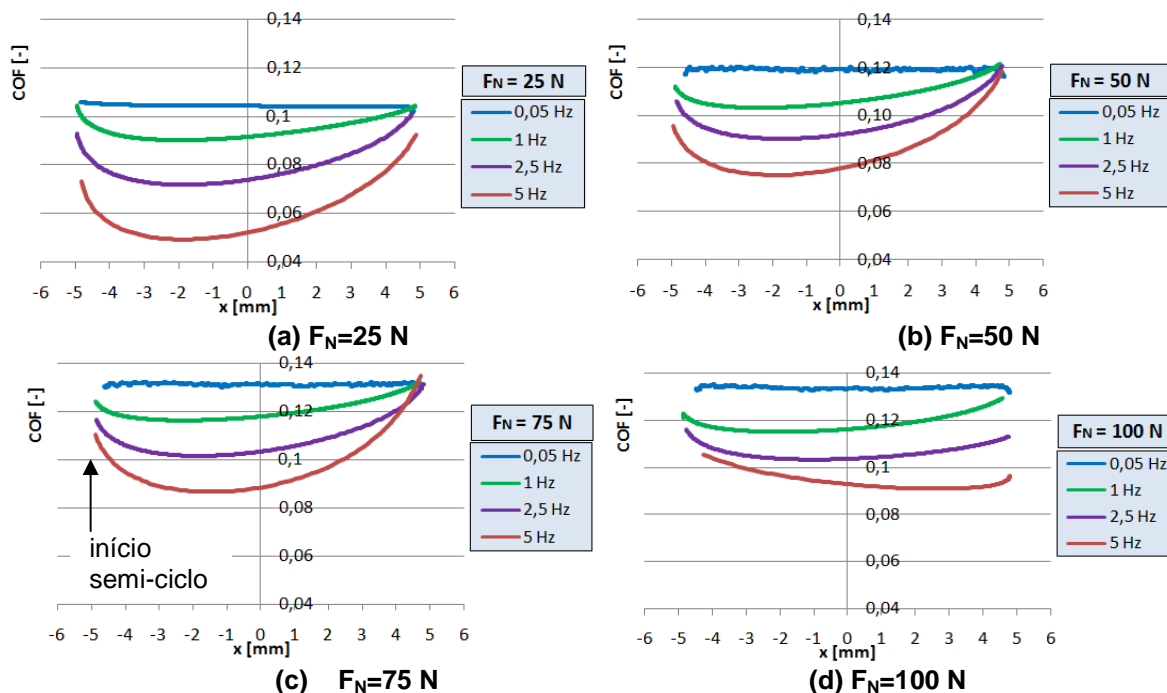 0,14
0,12
0,1
0,08
0,06
0,04
COF [-]
-6 -5 -4 -3 -2 -1 0 1 2 3 4 5 6
x [mm]
FN = 25 N
0,05 Hz
1 Hz
2,5 Hz
5 Hz
(a) FN=25 N
0,14
0,12
0,1
0,08
0,06
0,04
COF [-]
-6 -5 -4 -3 -2 -1 0 1 2 3 4 5 6
x [mm]
FN = 50 N
0,05 Hz
1 Hz
2,5 Hz
5 Hz
(b) FN=50 N
0,14
0,12
0,1
0,08
0,06
0,04
COF [-]
início
semi-ciclo
-6 -5 -4 -3 -2 -1 0 1 2 3 4 5 6
x [mm]
FN = 75 N
0,05 Hz
1 Hz
2,5 Hz
5 Hz
(c) FN=75 N
0,14
0,12
0,1
0,08
0,06
0,04
COF [-]
-6 -5 -4 -3 -2 -1 0 1 2 3 4 5 6
x [mm]
FN = 100 N
0,05 Hz
1 Hz
2,5 Hz
5 Hz
(d) FN=100 N